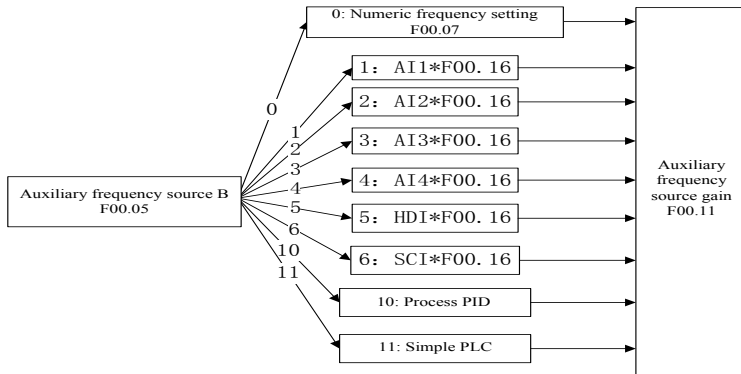 0: Numeric frequency setting
F00.07
1: AI1*F00.16
2: AI2*F00.16
3: AI3*F00.16
4: AI4*F00.16
5: HDI*F00.16
6: SCI*F00.16
10: Process PID
11: Simple PLC
0
1
2
3
4
5
6
10
11
Auxiliary frequency source B
F00.05
Auxiliary
frequency
source gain
F00.11